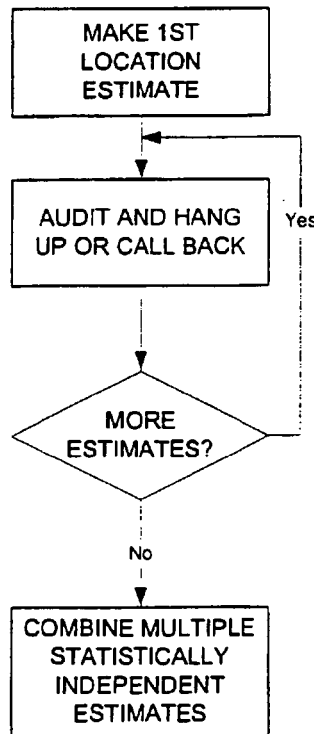 MAKE 1ST
LOCATION
ESTIMATE
AUDIT AND HANG
UP OR CALL BACK
Yes
MORE
ESTIMATES?
No
COMBINE MULTIPLE
STATISTICALLY
INDEPENDENT
ESTIMATES